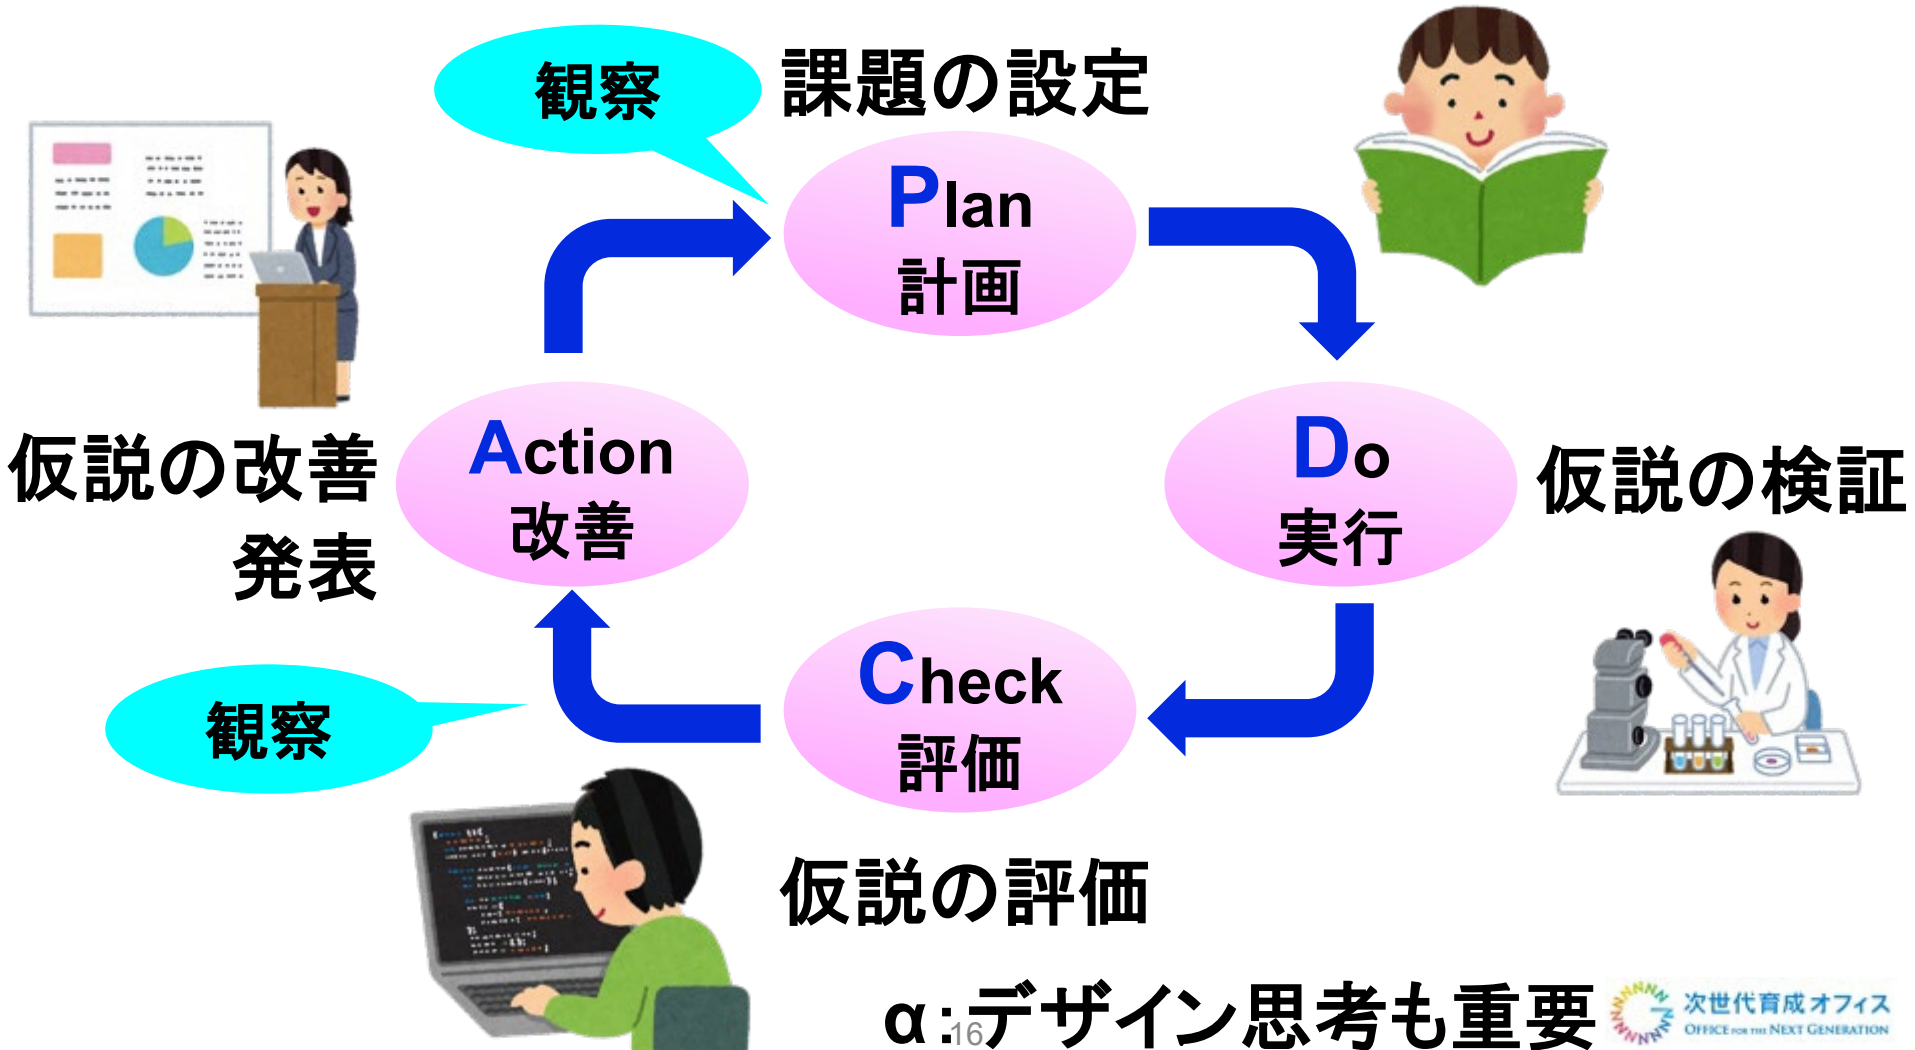 観察
課題の設定
Plan
計画
Do
実行
仮説の検証
Check
評価
仮説の評価
観察
Action
改善
仮説の改善
発表
α:デザイン思考も重要
16
次世代育成オフィス
OFFICE FOR THE NEXT GENERATION